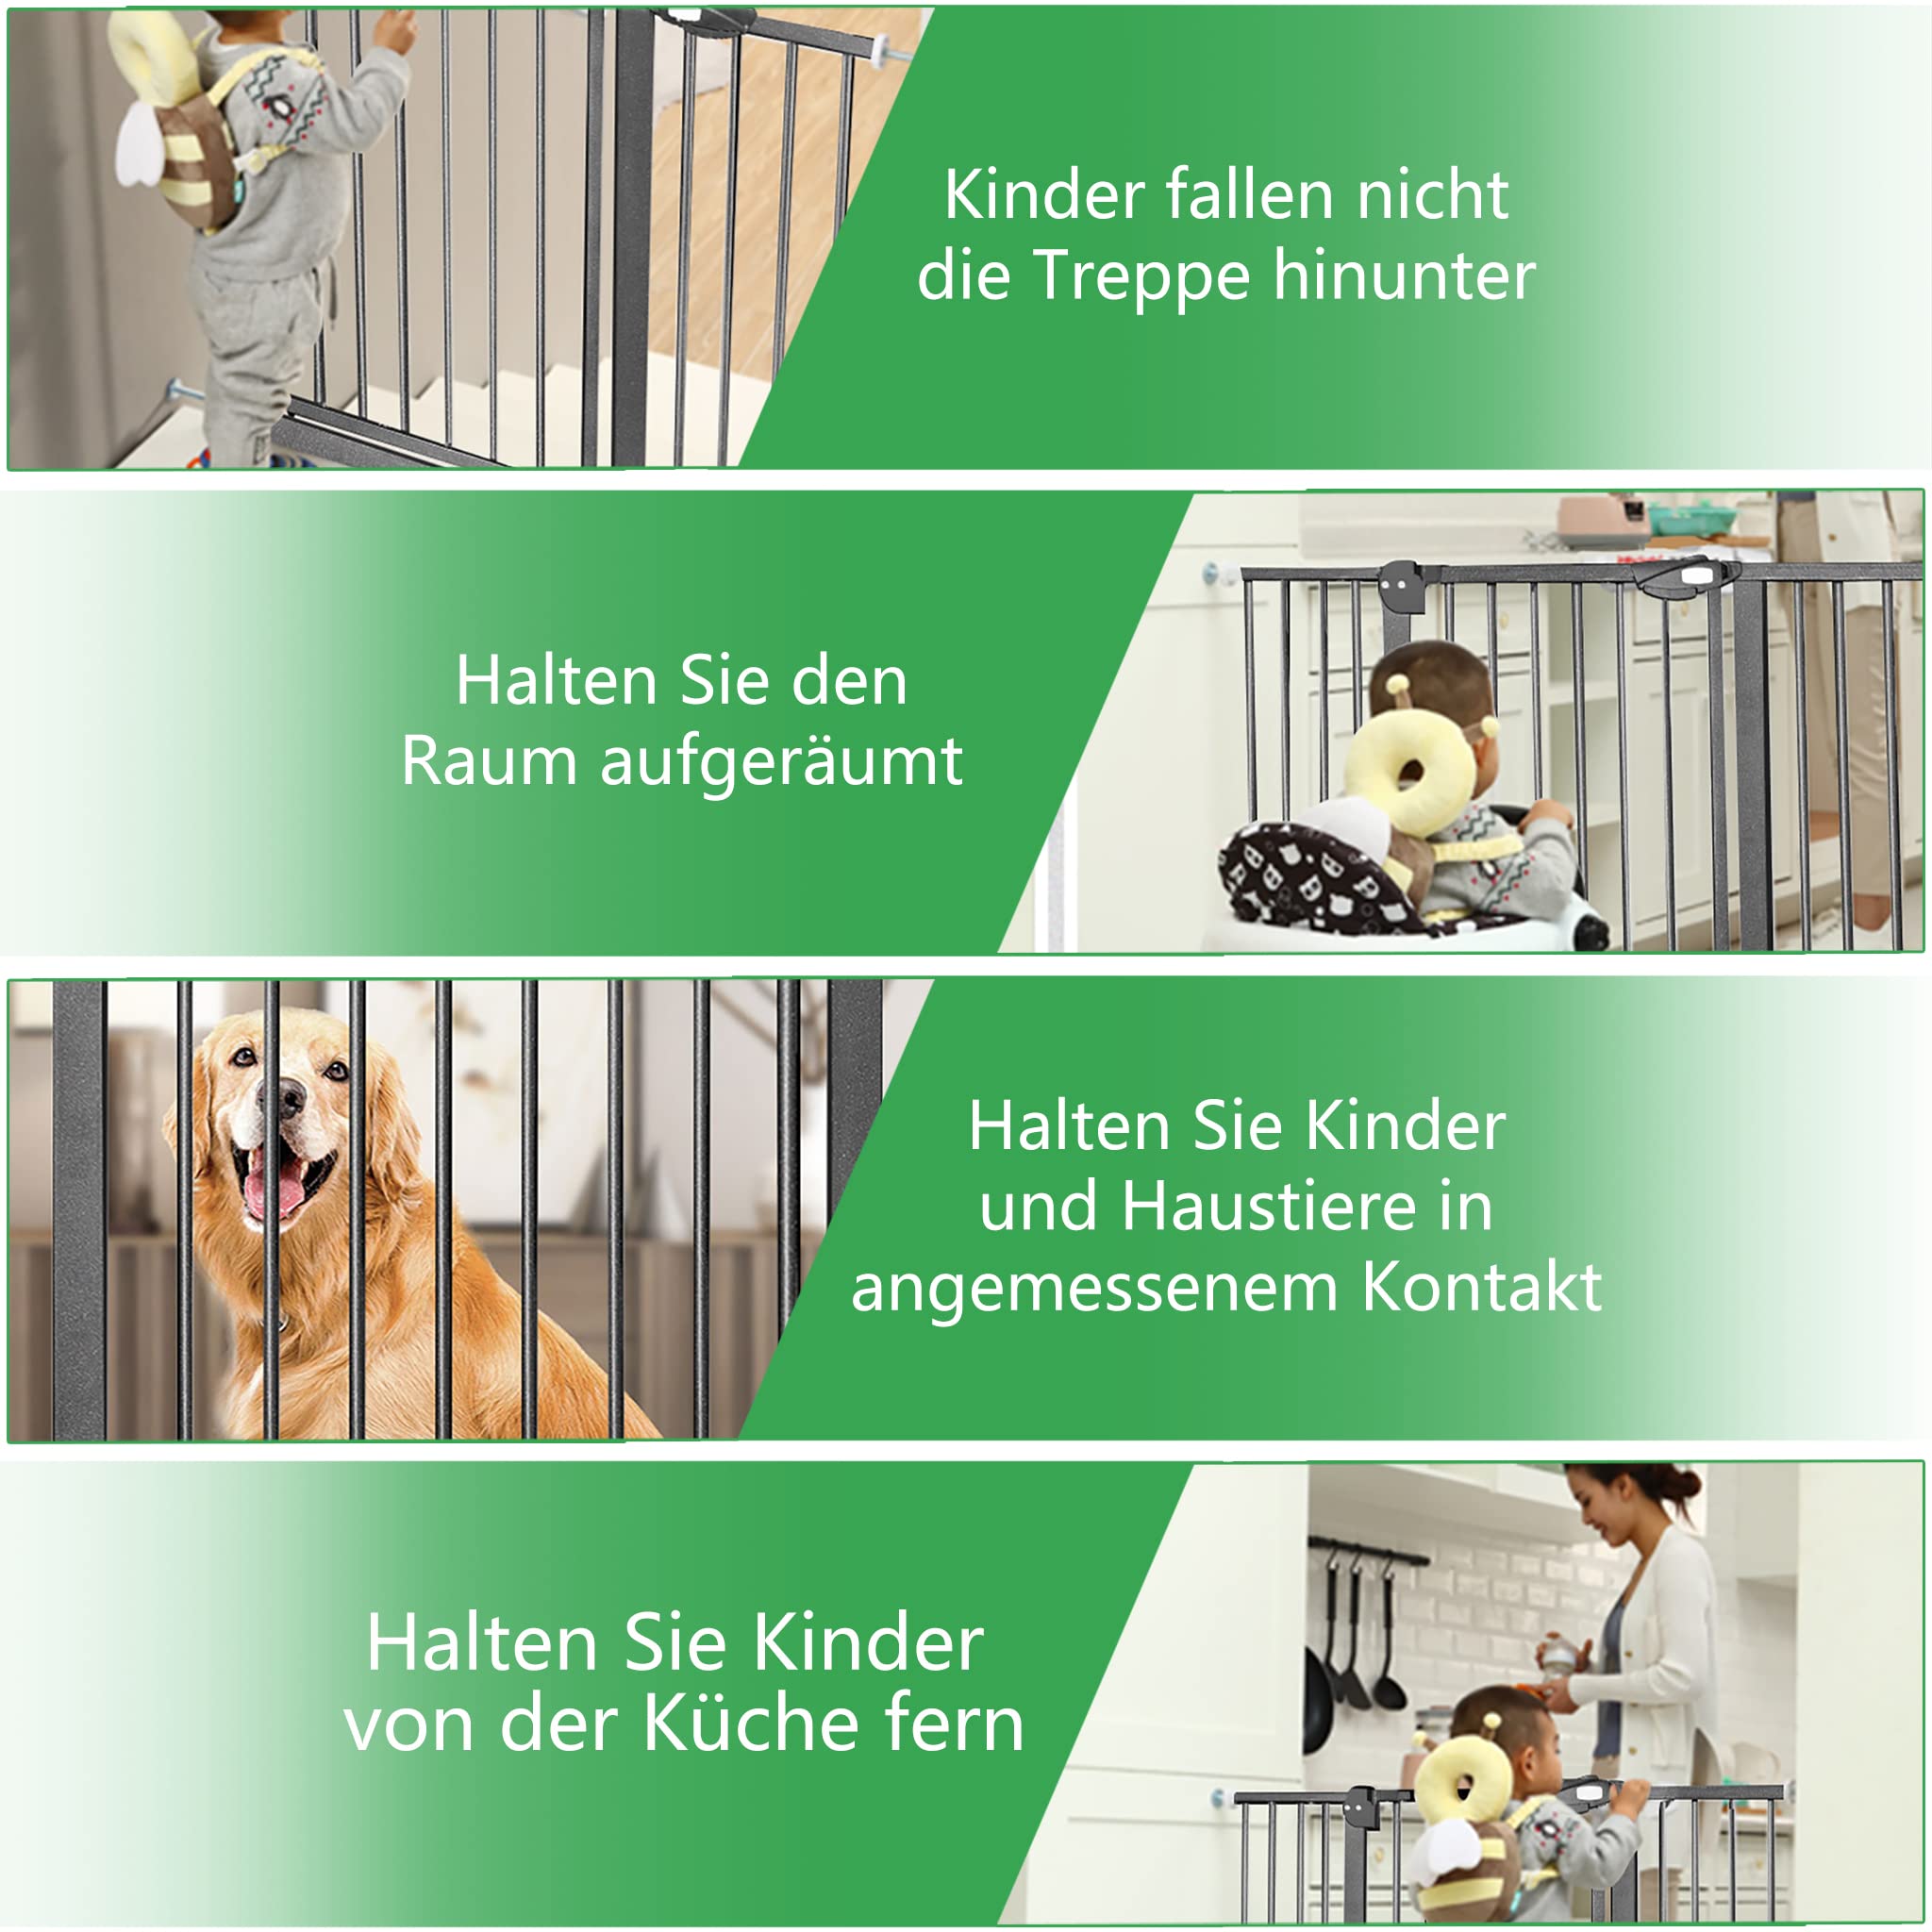 Kinder fallen nicht
die Treppe hinunter
Halten Sie den
Raum aufgeräumt
Halten Sie Kinder
und Haustiere in
angemessenem Kontakt
Halten Sie Kinder
von der Küche fern